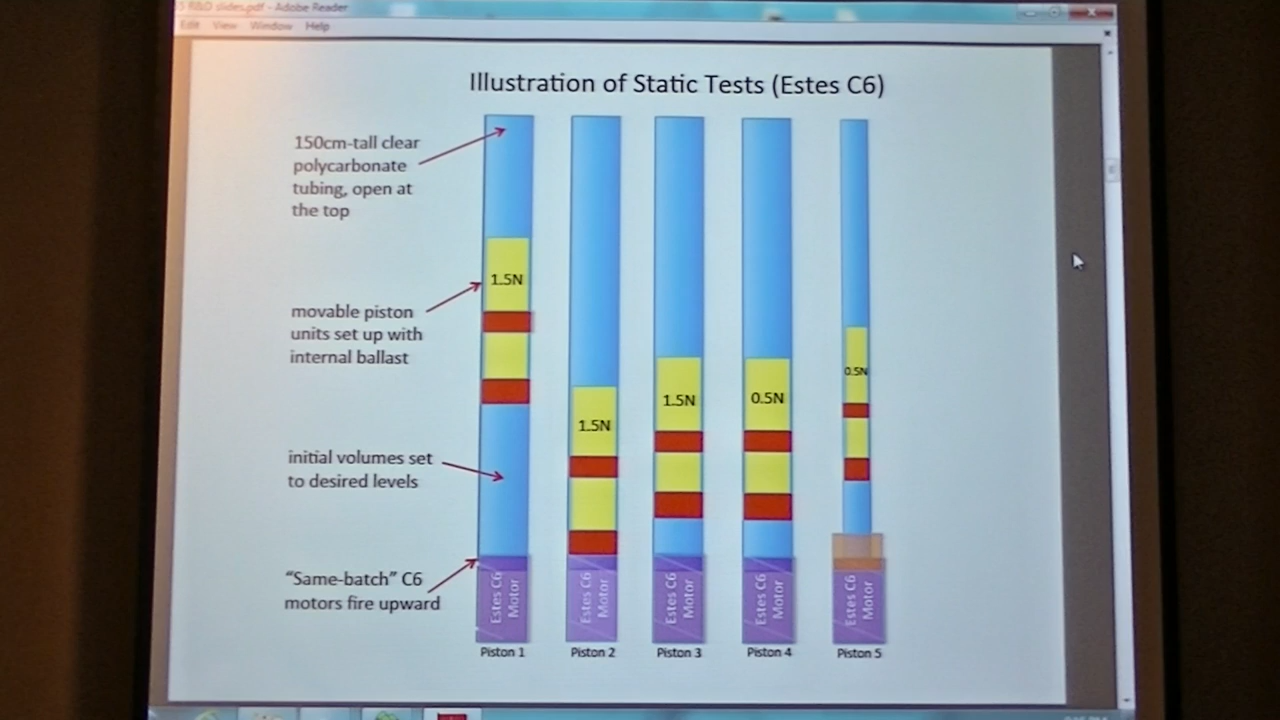 R&D slides.pdf - Adobe Reader
Edit View Window Help
Illustration of Static Tests (Estes C6)
150cm-tall clear
polycarbonate
tubing, open at
the top
movable piston
units set up with
internal ballast
initial volumes set
to desired levels
“Same-batch” C6
motors fire upward
1.5N
1.5N
1.5N
0.5N
0.5N
Estes C6
Motor
Estes C6
Motor
Estes C6
Motor
Estes C6
Motor
Estes C6
Motor
Piston 1
Piston 2
Piston 3
Piston 4
Piston 5